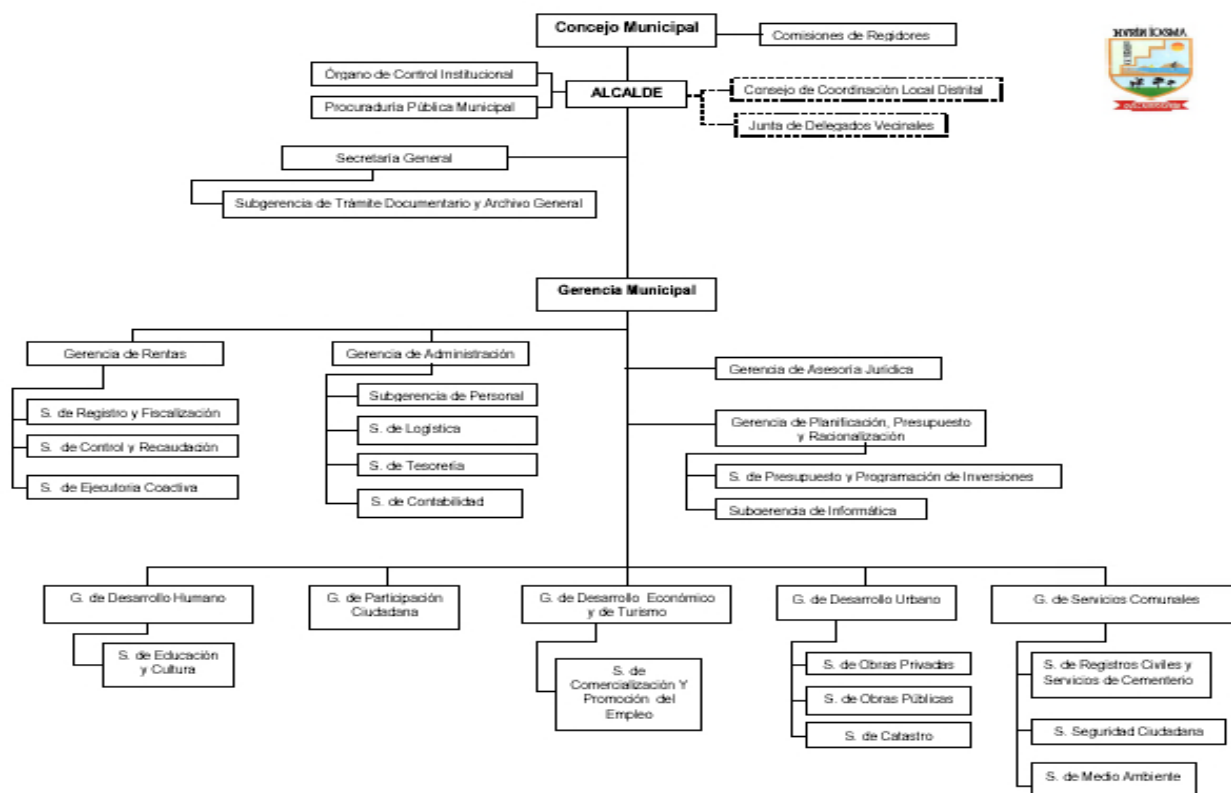 Concejo Municipal
Comisiones de Regidores
Órgano de Control Institucional
Procuraduría Pública Municipal
ALCALDE
Consejo de Coordinación Local Distrital
Junta de Delegados Vecinales
Secretaría General
Subgerencia de Trámite Documentario y Archivo General
Gerencia Municipal
Gerencia de Rentas
S. de Registro y Fiscalización
S. de Control y Recaudación
S. de Ejecutoria Coactiva
Gerencia de Administración
Subgerencia de Personal
S. de Logística
S. de Tesorería
S. de Contabilidad
Gerencia de Asesoría Jurídica
Gerencia de Planificación, Presupuesto
y Racionalización
S. de Presupuesto y Programación de Inversiones
Subgerencia de Informática
G. de Desarrollo Humano
S. de Educación
y Cultura
G. de Participación
Ciudadana
G. de Desarrollo Económico
y de Turismo
S. de
Comercialización Y
Promoción del
Empleo
G. de Desarrollo Urbano
S. de Obras Privadas
S. de Obras Públicas
S. de Catastro
G. de Servicios Comunales
S. de Registros Civiles y
Servicios de Cementerio
S. Seguridad Ciudadana
S. de Medio Ambiente